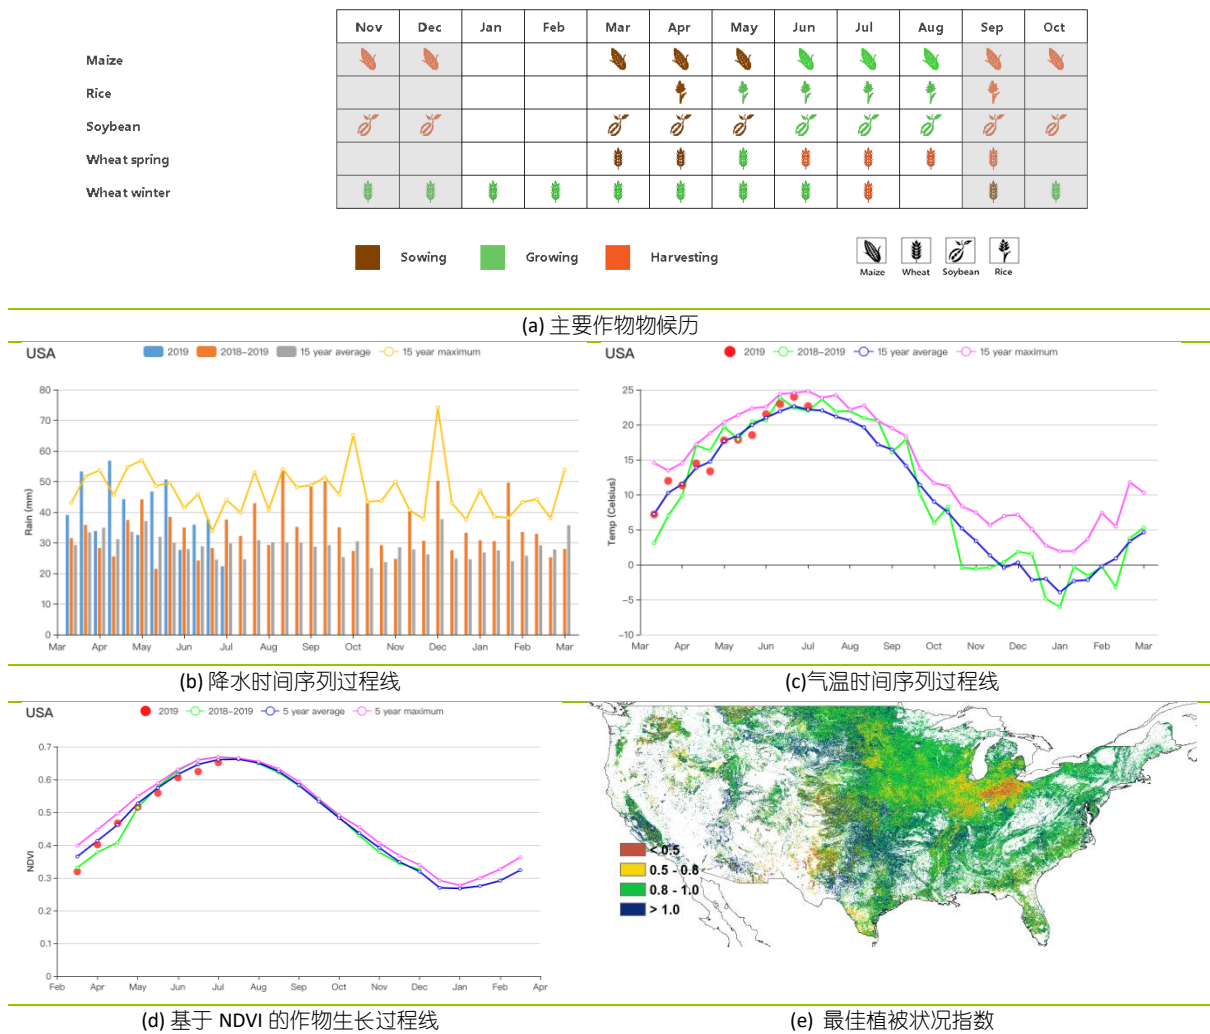 Nov Dec Jan Feb Mar Apr May Jun Jul Aug Sep Oct
Maize
Rice
Soybean
Wheat spring
Wheat winter
Sowing Growing Harvesting
Maize Wheat Soybean Rice
(a) 主要作物物候历
USA
2019 2018-2019 15 year average 15 year maximum
80
70
60
50
40
30
20
10
0
Rain (mm)
Mar Apr May Jun Jul Aug Sep Oct Nov Dec Jan Feb Mar
(b) 降水时间序列过程线
USA
2019 2018-2019 15 year average 15 year maximum
25
20
15
10
5
0
-5
-10
Temp (Celsius)
Mar Apr May Jun Jul Aug Sep Oct Nov Dec Jan Feb Mar
(c)气温时间序列过程线
USA
2019 2018-2019 5 year average 5 year maximum
0.7
0.6
0.5
0.4
0.3
0.2
0.1
0
NDVI
Feb Mar Apr May Jun Jul Aug Sep Oct Nov Dec Jan Feb Mar Apr
(d) 基于 NDVI 的作物生长过程线
< 0.5
0.5 - 0.8
0.8 - 1.0
> 1.0
(e) 最佳植被状况指数